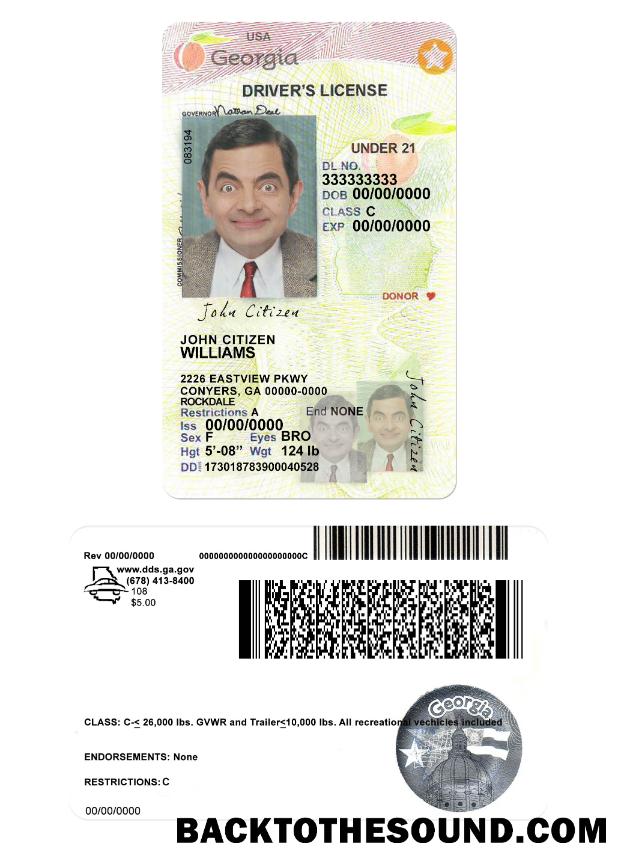 USA
Georgia
DRIVER'S LICENSE
GOVERNOR Nathan Deal
083194
COMMISSIONER
UNDER 21
DL NO.
333333333
DOB 00/00/0000
CLASS C
EXP 00/00/0000
DONOR
John Citizen
JOHN CITIZEN
WILLIAMS
2226 EASTVIEW PKWY
CONYERS, GA 00000-0000
ROCKDALE
Restrictions A End NONE
Iss 00/00/0000
Sex F Eyes BRO
Hgt 5'-08" Wgt 124 lb
DD 173018783900040528
John Citizen
Rev 00/00/0000
www.dds.ga.gov
(678) 413-8400
108
$5.00
Georgia
CLASS: C-≤ 26,000 lbs. GVWR and Trailer≤10,000 lbs. All recreational vechicles included
ENDORSEMENTS: None
RESTRICTIONS: C
00/00/0000
BACKTOTHESOUND.COM